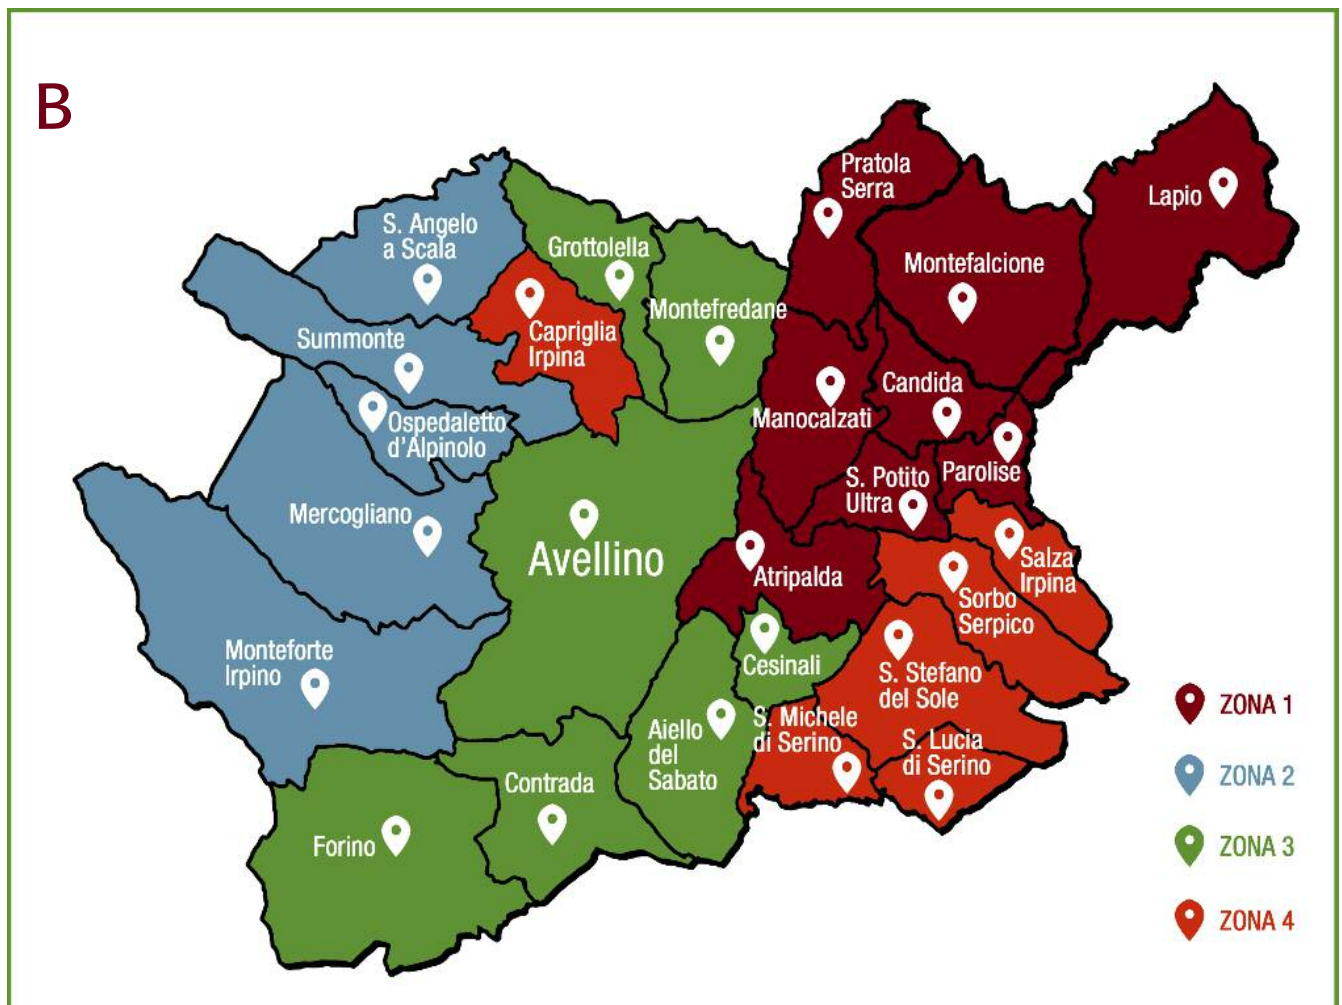 B
Pratola
Serra
Lapio
S. Angelo
a Scala
Grottolella
Montefalcione
Montefredane
Summonte
Capriglia
Irpina
Candida
Manocalzati
Ospedaletto
d'Alpinolo
S. Potito
Ultra
Parolise
Mercogliano
Avellino
Atripalda
Salza
Irpina
Sorbo
Serpico
Monteforte
Irpino
Cesinali
S. Stefano
del Sole
Aiello
del
Sabato
S. Michele
di Serino
S. Lucia
di Serino
Contrada
Forino
ZONA 1
ZONA 2
ZONA 3
ZONA 4